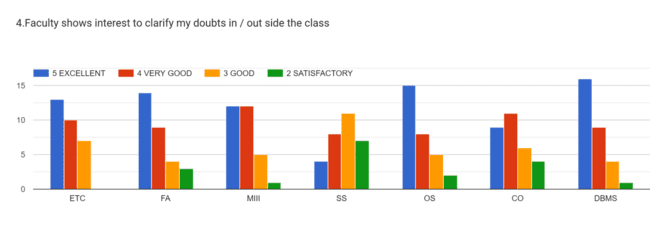 4.Faculty shows interest to clarify my doubts in / out side the class
5 EXCELLENT 4 VERY GOOD 3 GOOD 2 SATISFACTORY
15
10
5
0
ETC FA MIII SS OS CO DBMS